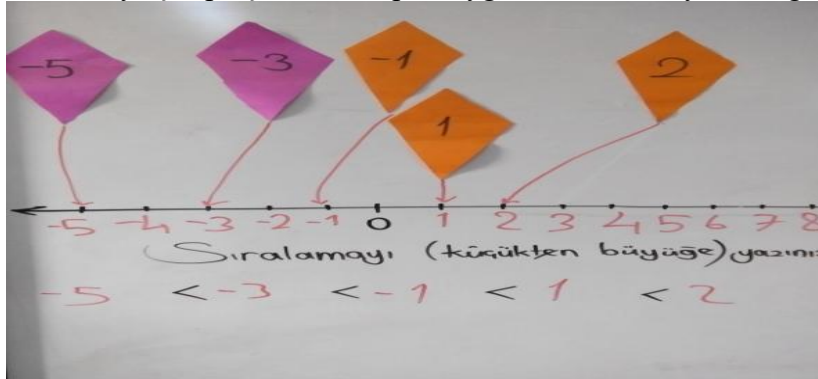 -5 -3 -1 2
1
-5 -4 -3 -2 -1 0 1 2 3 4 5 6 7 8
Sıralamayı (küçükten büyüğe) yazını
-5 < -3 < -1 < 1 < 2